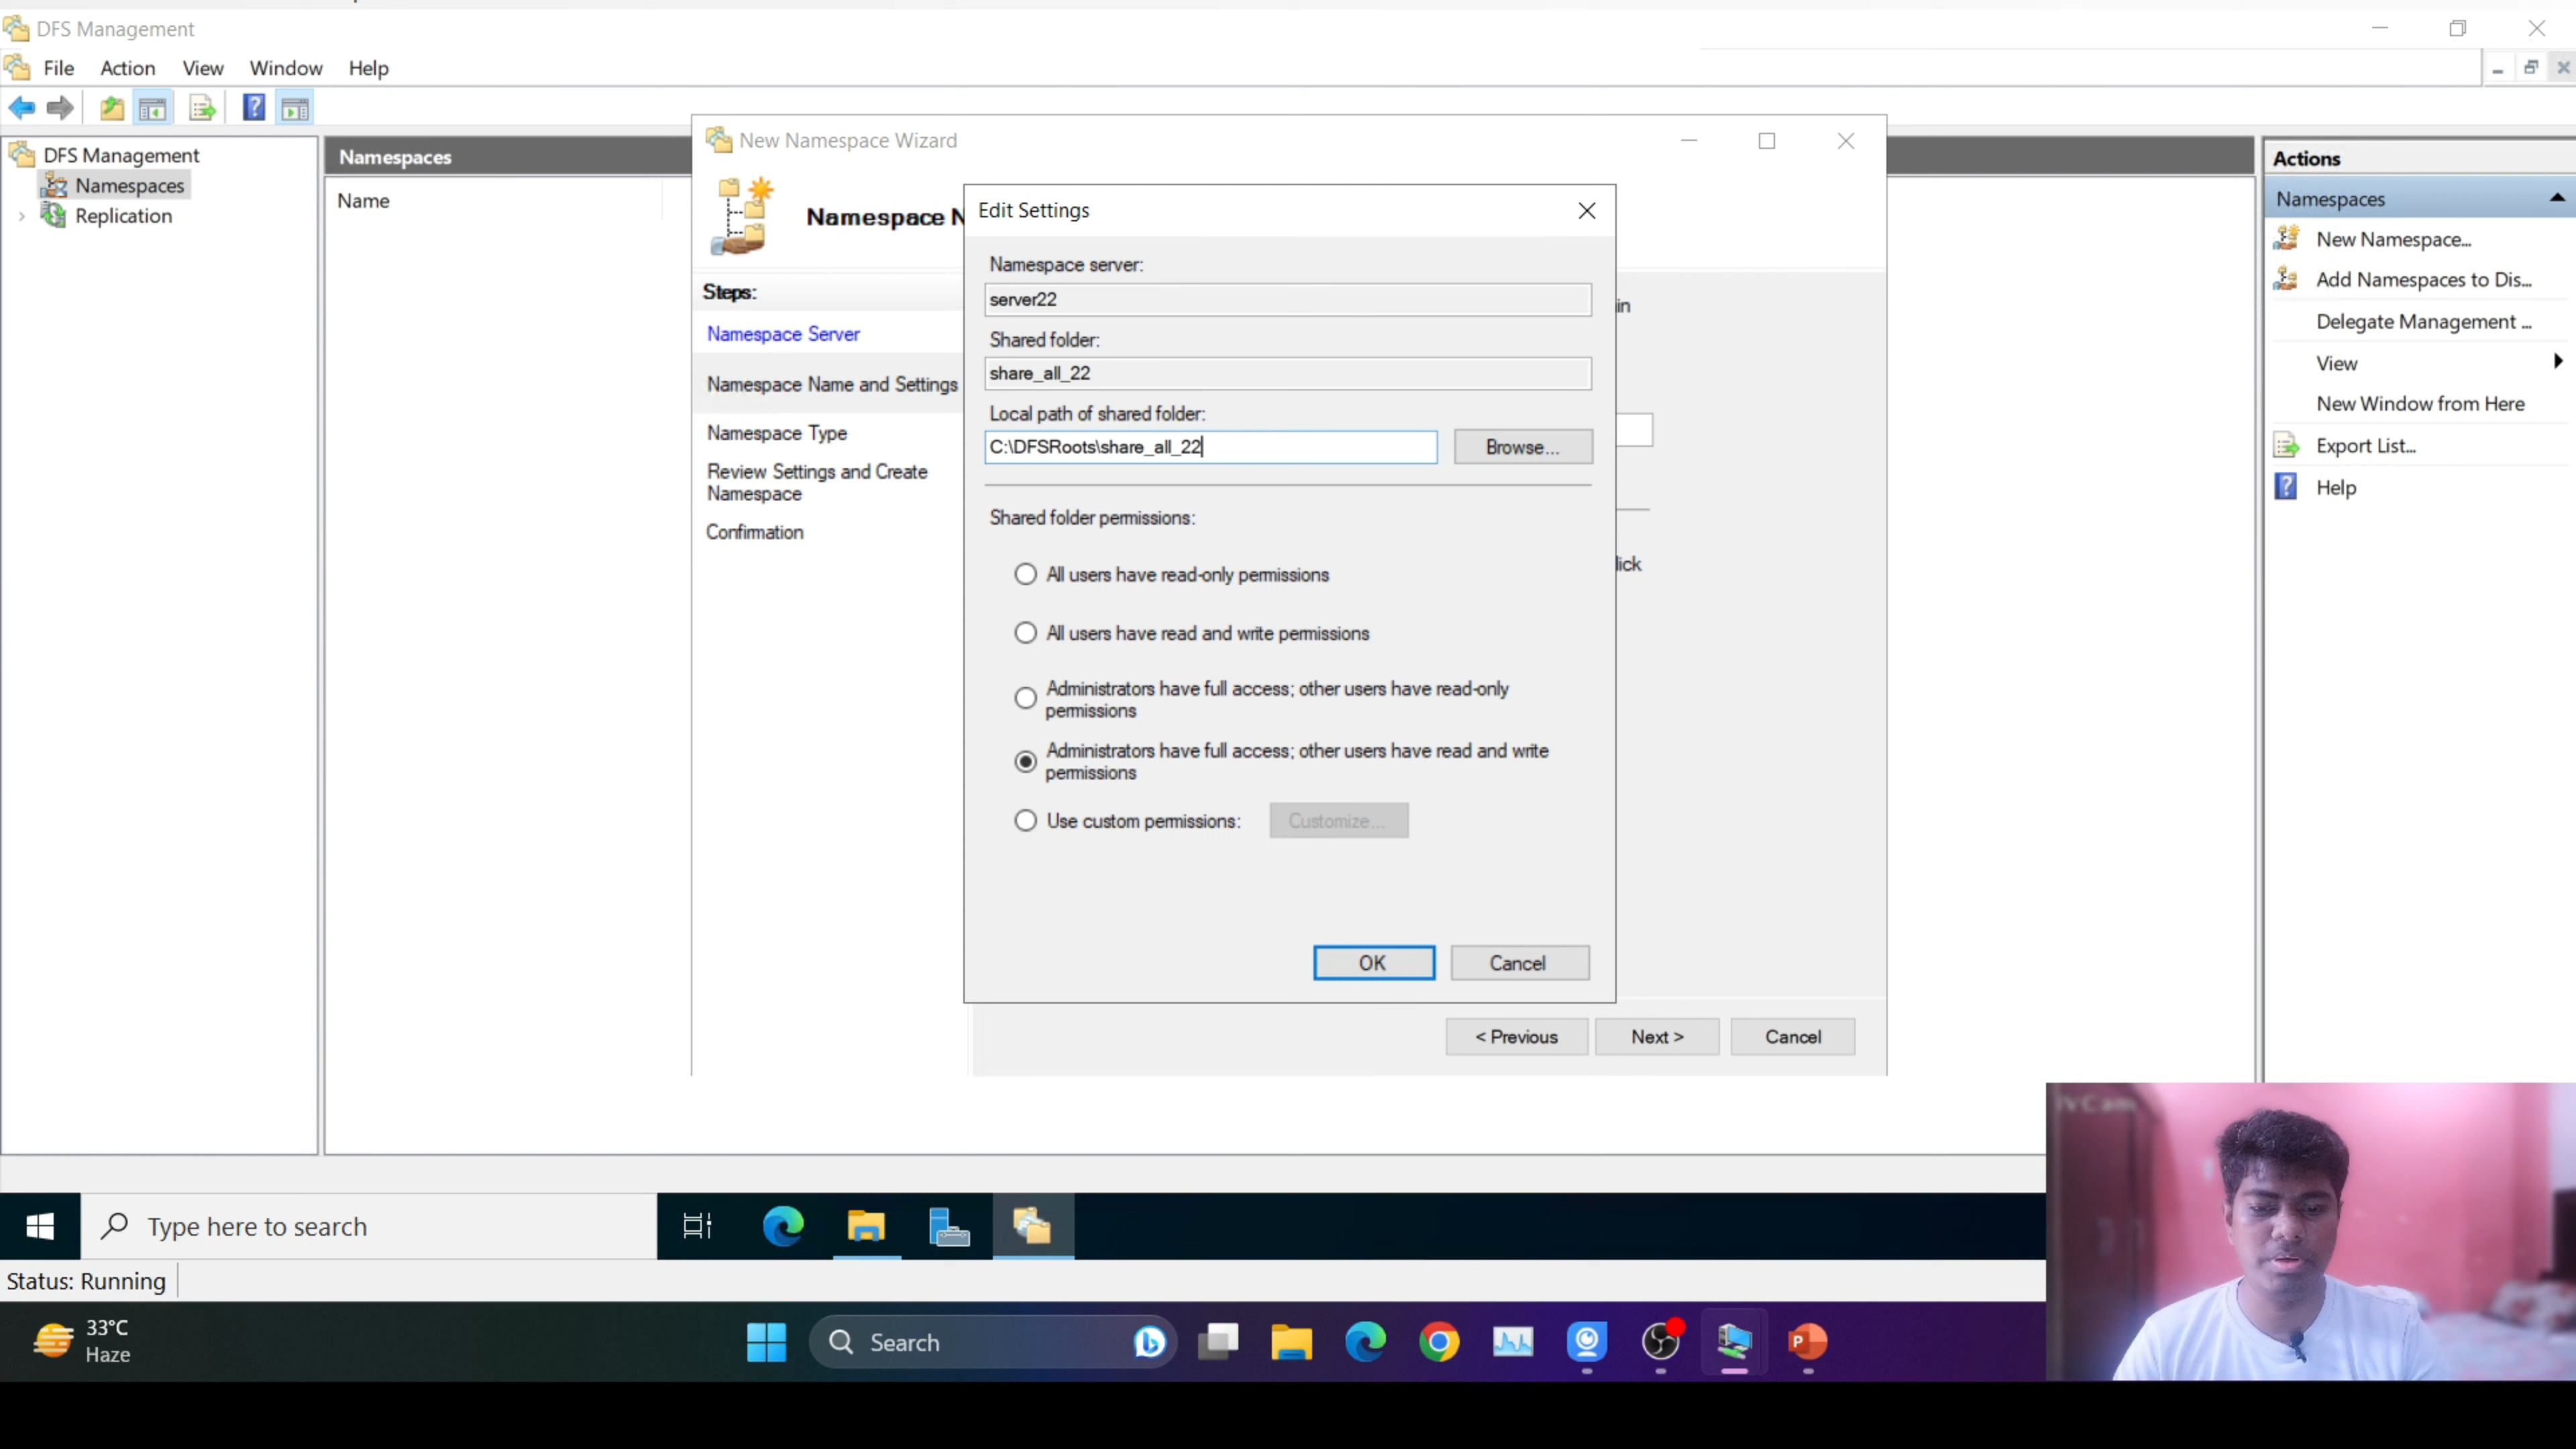 DFS Management
File Action View Window Help
DFS Management
Namespaces
Replication
Namespaces
Name
New Namespace Wizard
Namespace N
Steps:
Namespace Server
Namespace Name and Settings
Namespace Type
Review Settings and Create
Namespace
Confirmation
Edit Settings
Namespace server:
server22
Shared folder:
share_all_22
Local path of shared folder:
C:\DFSRoots\share_all_22
Browse...
Shared folder permissions:
All users have read-only permissions
All users have read and write permissions
Administrators have full access; other users have read-only
permissions
Administrators have full access; other users have read and write
permissions
Use custom permissions:
Customize...
OK
Cancel
in
lick
< Previous
Next >
Cancel
Actions
Namespaces
New Namespace...
Add Namespaces to Dis...
Delegate Management ...
View
New Window from Here
Export List...
Help
iVCam
Type here to search
Status: Running
33°C
Haze
Search